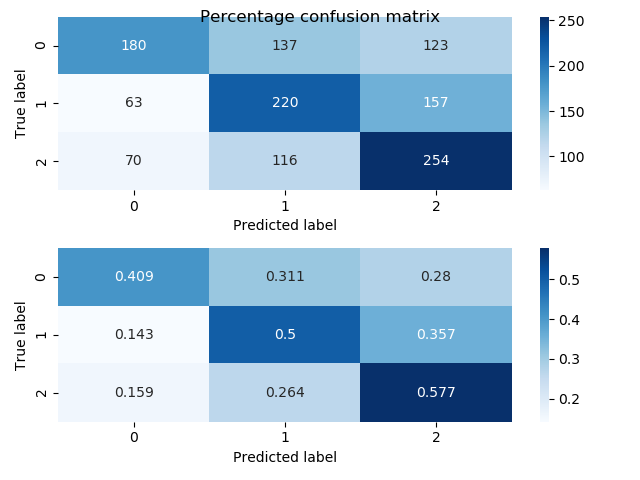 Percentage confusion matrix
True label
0 180 137 123
1 63 220 157
2 70 116 254
0 1 2
Predicted label
250
200
150
100
True label
0 0.409 0.311 0.28
1 0.143 0.5 0.357
2 0.159 0.264 0.577
0 1 2
Predicted label
0.5
0.4
0.3
0.2